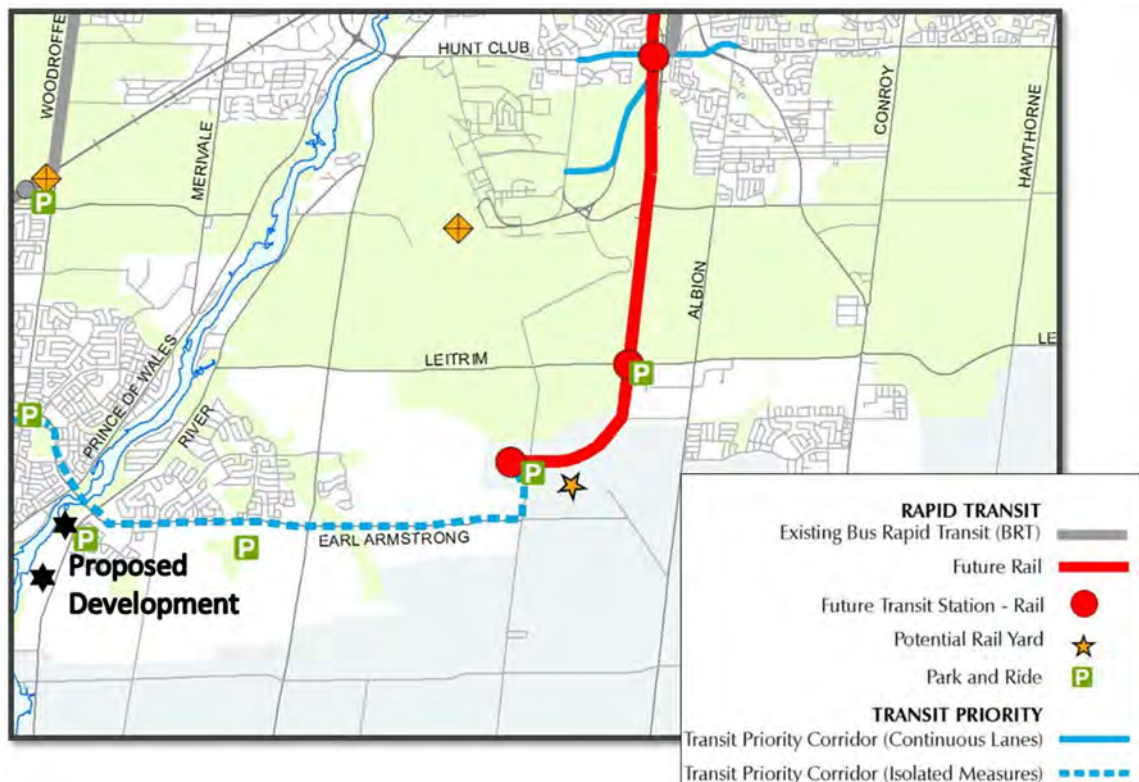 WOODROFFE
HUNT CLUB
MERIVALE
CONROY
HAWTHORNE
P
ALBION
LEITRIM
LE
P
PRINCE OF WALES
RIVER
P
P
EARL ARMSTRONG
P
P
Proposed
Development
RAPID TRANSIT
Existing Bus Rapid Transit (BRT)
Future Rail
Future Transit Station - Rail
Potential Rail Yard
Park and Ride P
TRANSIT PRIORITY
Transit Priority Corridor (Continuous Lanes)
Transit Priority Corridor (Isolated Measures)